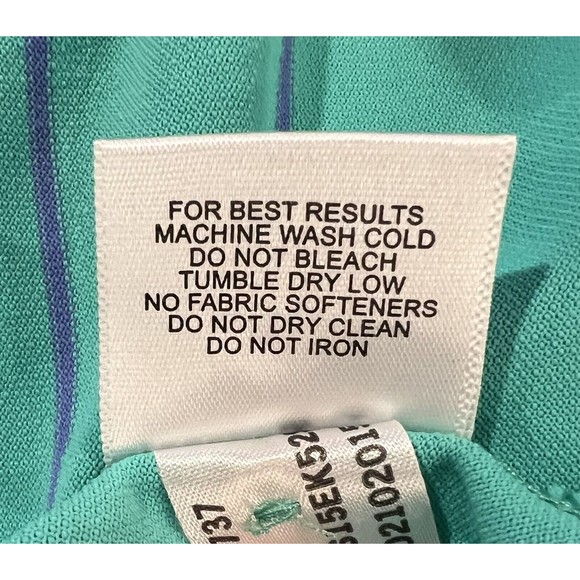 FOR BEST RESULTS
MACHINE WASH COLD
DO NOT BLEACH
TUMBLE DRY LOW
NO FABRIC SOFTENERS
DO NOT DRY CLEAN
DO NOT IRON